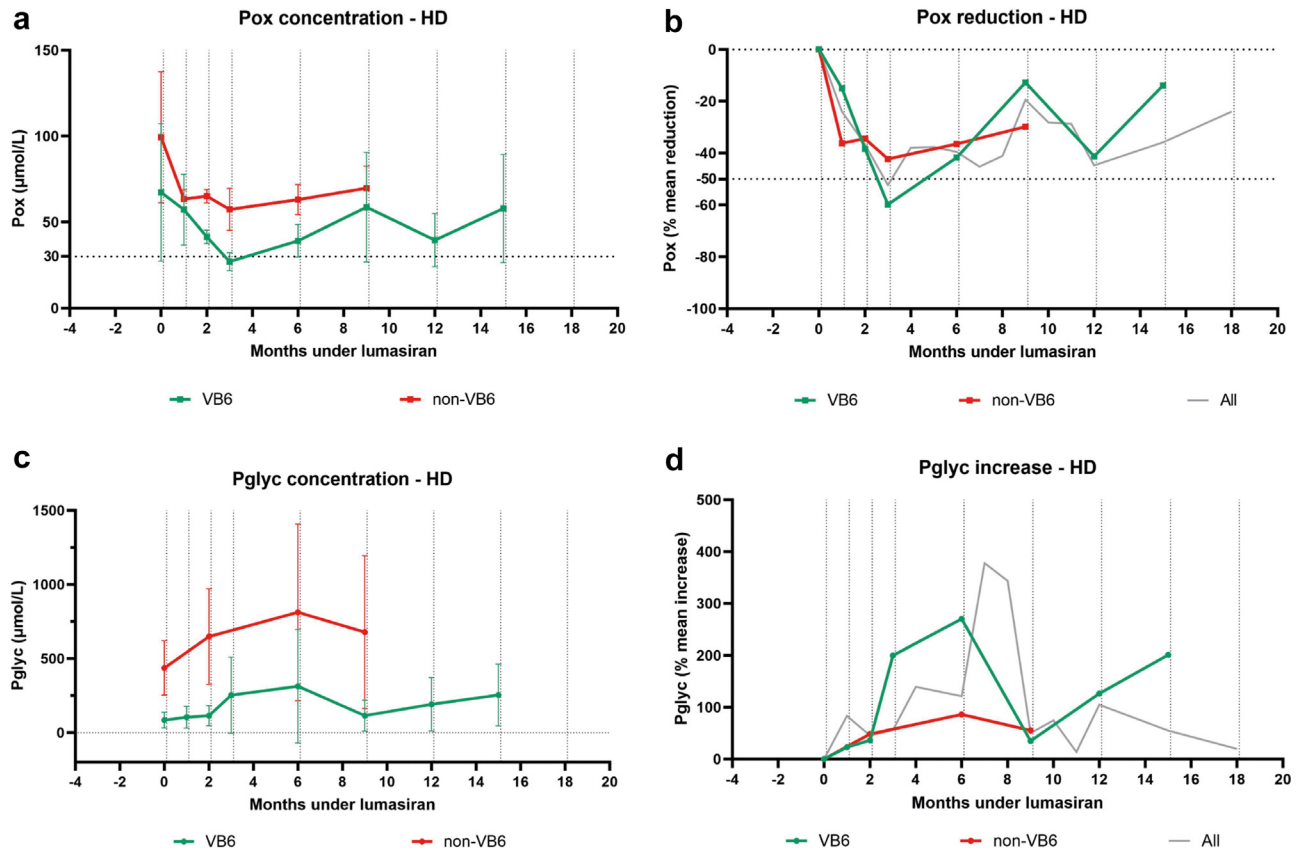 a
Pox concentration - HD
Pox (µmol/L)
150
100
50
30
0
-4 -2 0 2 4 6 8 10 12 14 16 18 20
Months under lumasiran
VB6 non-VB6
b
Pox reduction - HD
Pox (% mean reduction)
0
-20
-40
-50
-60
-80
-100
-4 -2 0 2 4 6 8 10 12 14 16 18 20
Months under lumasiran
VB6 non-VB6 All
c
Pglyc concentration - HD
Pglyc (µmol/L)
1500
1000
500
0
-4 -2 0 2 4 6 8 10 12 14 16 18 20
Months under lumasiran
VB6 non-VB6
d
Pglyc increase - HD
Pglyc (% mean increase)
500
400
300
200
100
0
-4 -2 0 2 4 6 8 10 12 14 16 18 20
Months under lumasiran
VB6 non-VB6 All